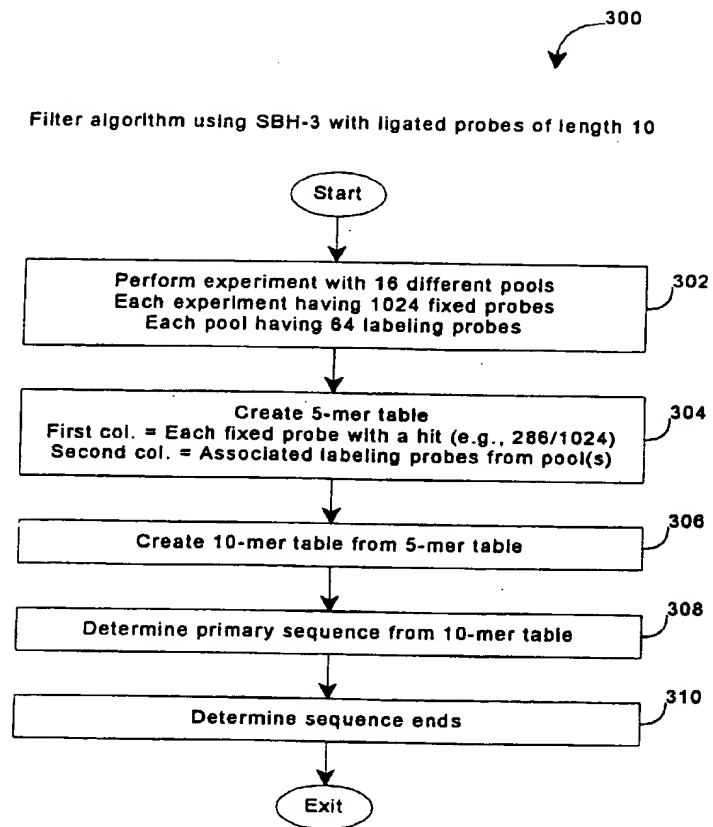 300
Filter algorithm using SBH-3 with ligated probes of length 10
Start
Perform experiment with 16 different pools
Each experiment having 1024 fixed probes
Each pool having 64 labeling probes
302
Create 5-mer table
First col. = Each fixed probe with a hit (e.g., 286/1024)
Second col. = Associated labeling probes from pool(s)
304
Create 10-mer table from 5-mer table
306
Determine primary sequence from 10-mer table
308
Determine sequence ends
310
Exit